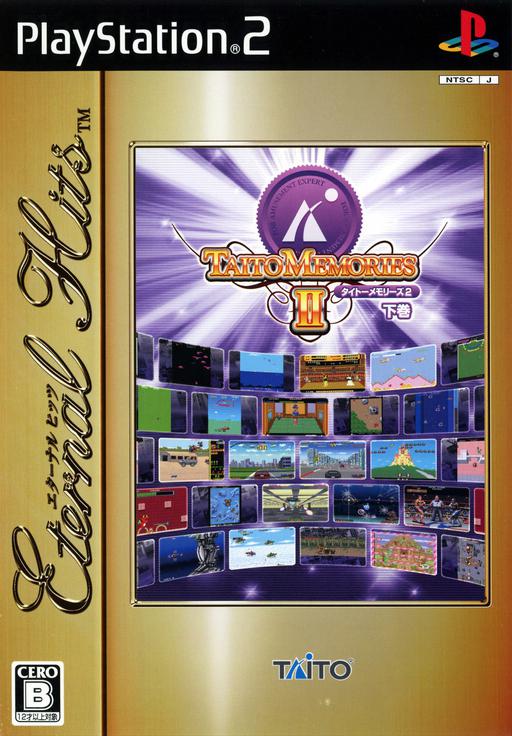 PlayStation®2
NTSC J
Eternal Hits™
エターナル ヒッツ
TAITO MEMORIES
II
タイトーメモリーズ2
下巻
TAITO
CERO
B
12才以上対象